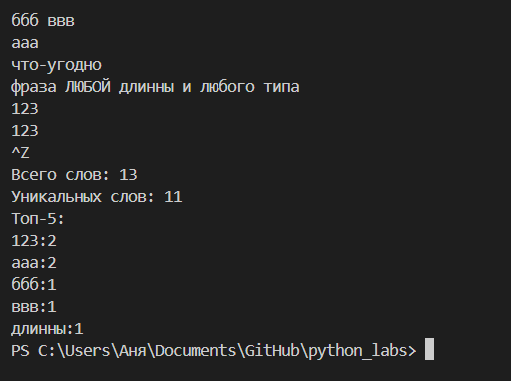 ббб ввв
ааа
что-угодно
фраза ЛЮБОЙ длинны и любого типа
123
123
^Z
Всего слов: 13
Уникальных слов: 11
Топ-5:
123:2
ааа:2
ббб:1
ввв:1
длинны:1
PS C:\Users\Аня\Documents\GitHub\python_labs>